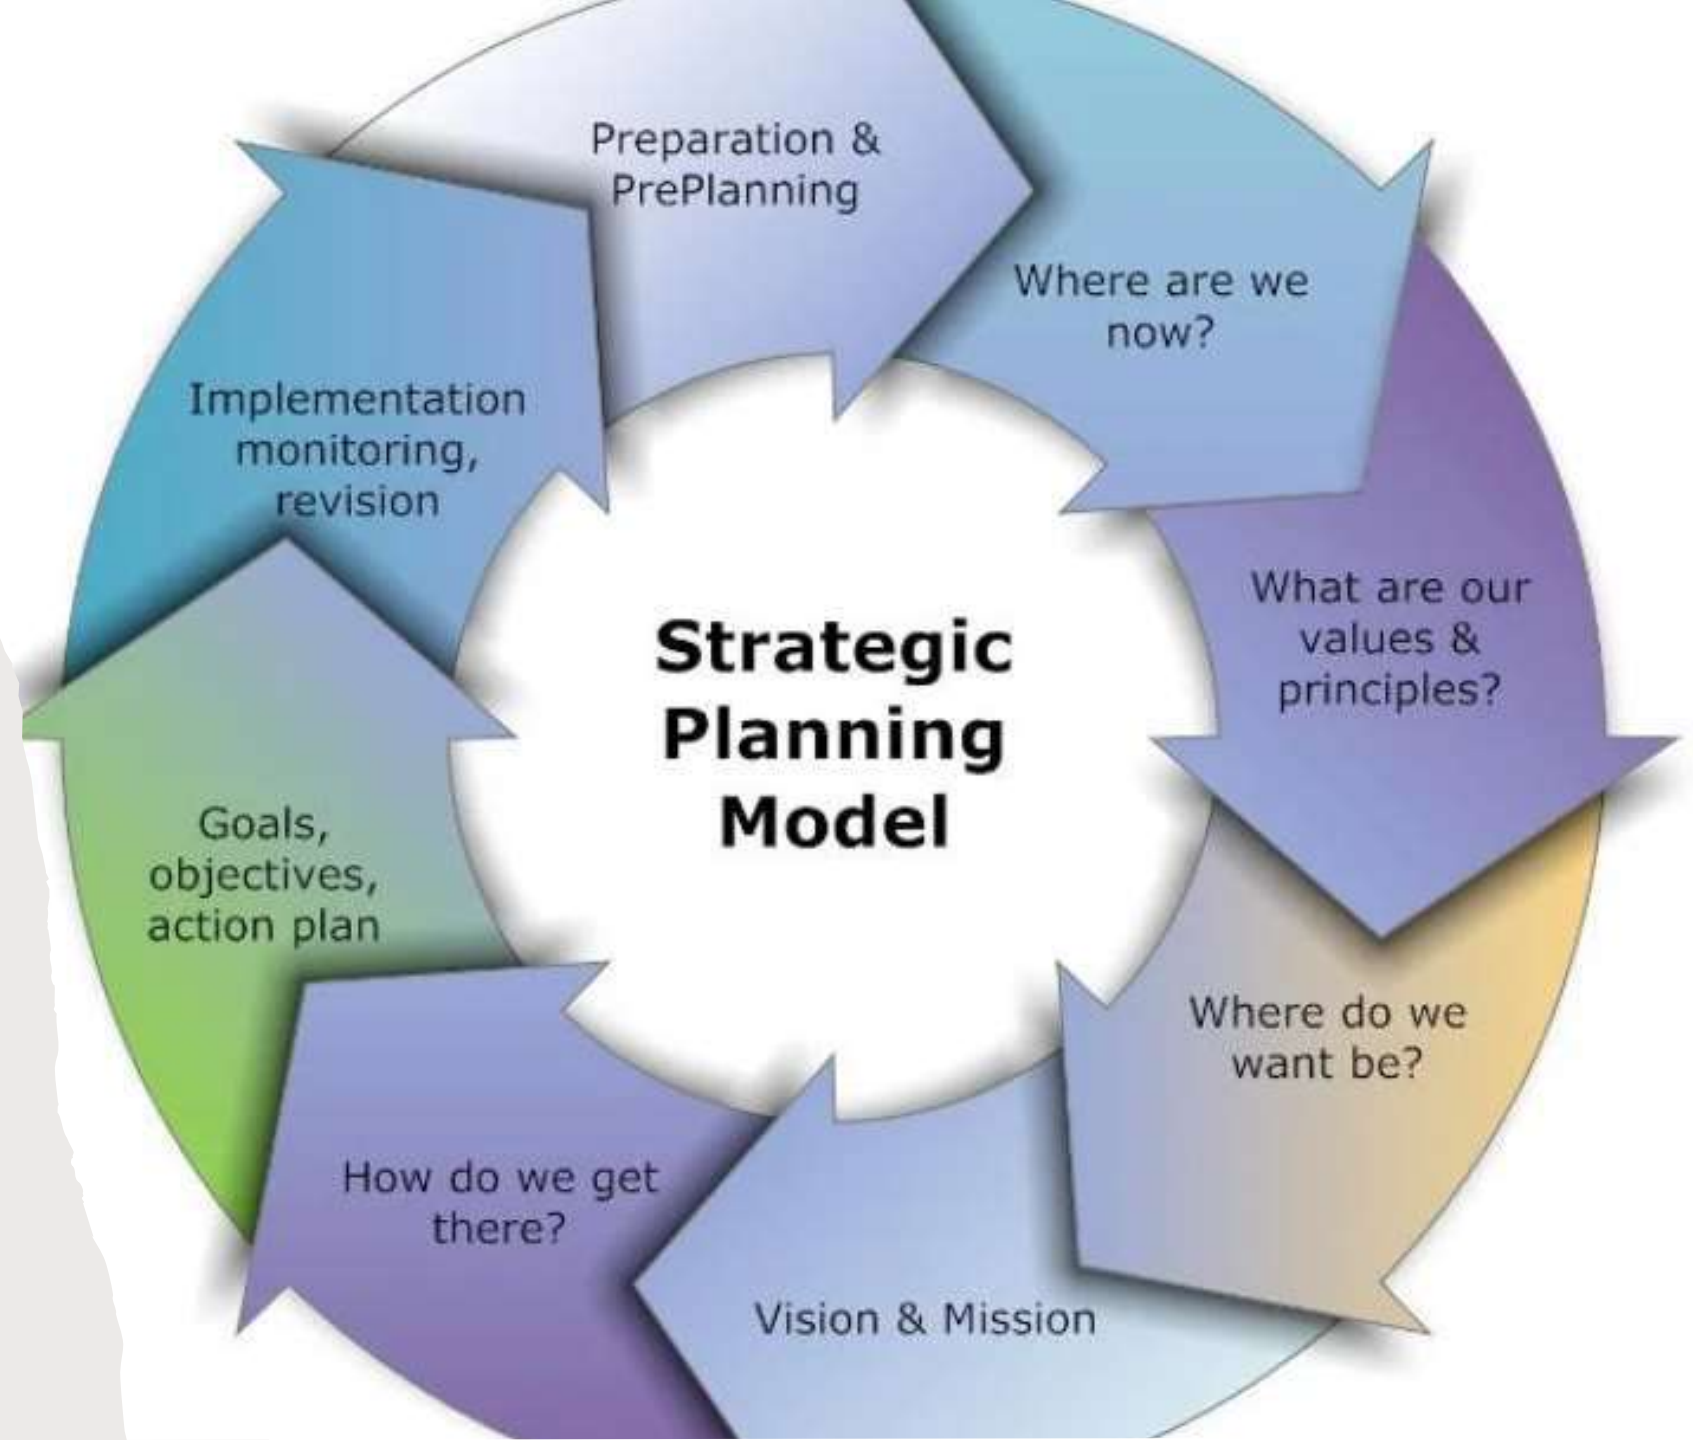 Preparation &
PrePlanning
Where are we
now?
What are our
values &
principles?
Where do we
want be?
Vision & Mission
How do we get
there?
Goals,
objectives,
action plan
Implementation
monitoring,
revision
Strategic
Planning
Model